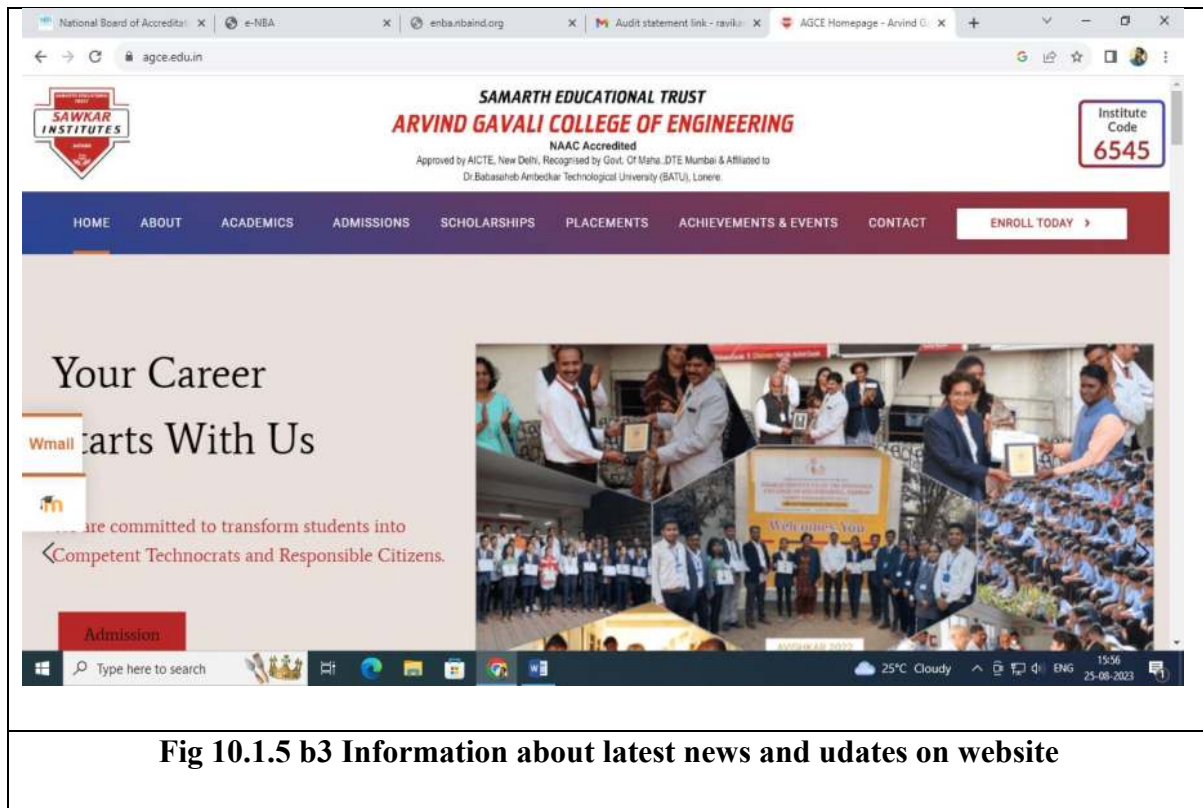 National Board of Accreditat
e-NBA
enba.nbaind.org
Audit statement link - ravika
AGCE Homepage - Arvind G
agce.edu.in
SAWKAR
INSTITUTES
SAMARTH EDUCATIONAL TRUST
ARVIND GAVALI COLLEGE OF ENGINEERING
NAAC Accredited
Approved by AICTE, New Delhi, Recognised by Govt. Of Maha.,DTE Mumbai & Affiliated to
Dr.Babasaheb Ambedkar Technological University (BATU), Lonere.
Institute
Code
6545
HOME ABOUT ACADEMICS ADMISSIONS SCHOLARSHIPS PLACEMENTS ACHIEVEMENTS & EVENTS CONTACT ENROLL TODAY >
Your Career
tarts With Us
Wmail
are committed to transform students into
Competent Technocrats and Responsible Citizens.
Admission
Welcomes You
AVISHKAR 2022
Type here to search
25°C Cloudy
ENG
15:56
25-08-2023
Fig 10.1.5 b3 Information about latest news and udates on website